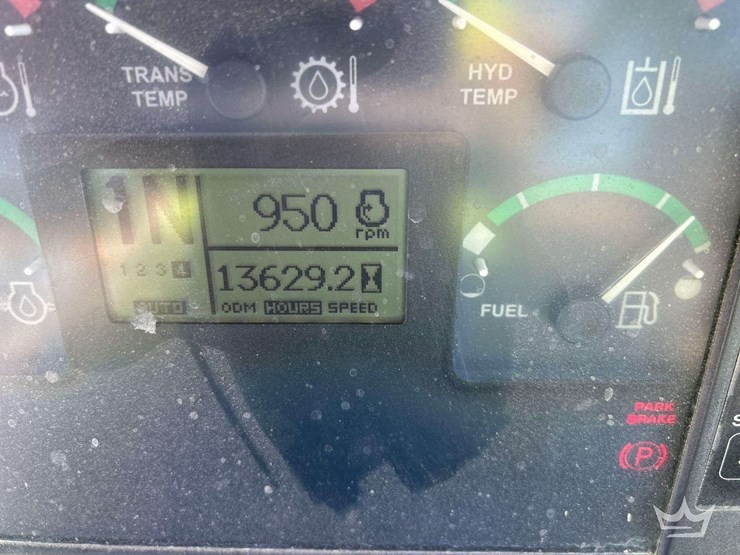 TRANS
TEMP
HYD
TEMP
1N
950 rpm
1 2 3 4
13629.2
AUTO
ODM HOURS SPEED
FUEL
PARK
BRAKE
P
S